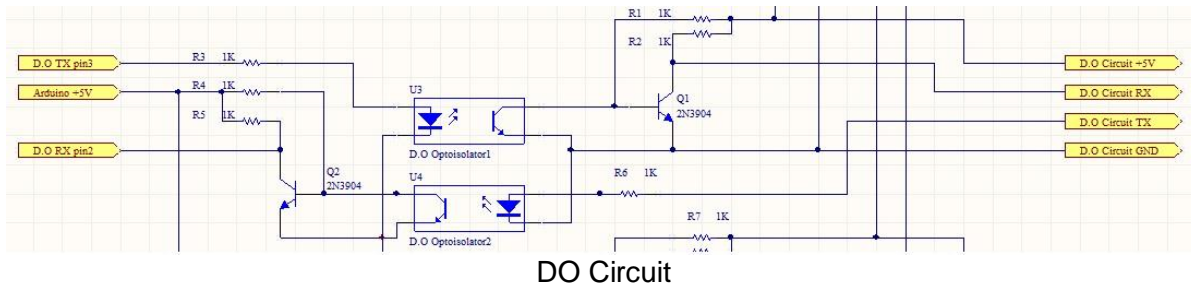 R1 1K
R2 1K
D.O TX pin3
R3 1K
D.O Circuit +5V
Arduino +5V
R4 1K
U3
Q1
2N3904
D.O Circuit RX
R5 1K
D.O Circuit TX
D.O RX pin2
D.O Optoisolator1
D.O Circuit GND
Q2
2N3904
U4
R6 1K
R7 1K
D.O Optoisolator2
DO Circuit